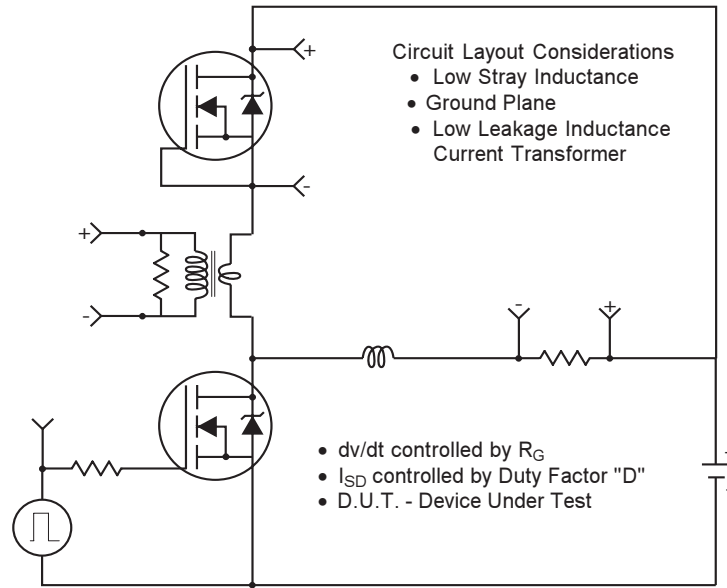 +
Circuit Layout Considerations
• Low Stray Inductance
• Ground Plane
• Low Leakage Inductance
Current Transformer
-
+
-
-
+
• dv/dt controlled by RG
• ISD controlled by Duty Factor "D"
• D.U.T. - Device Under Test
+
-